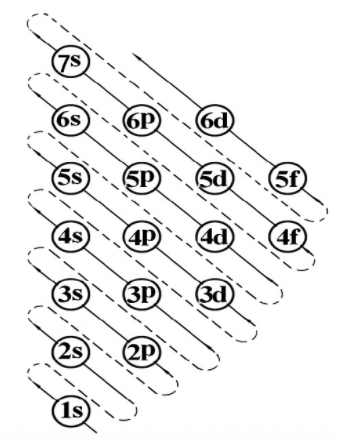 7s
6s 6p 6d
5s 5p 5d 5f
4s 4p 4d 4f
3s 3p 3d
2s 2p
1s